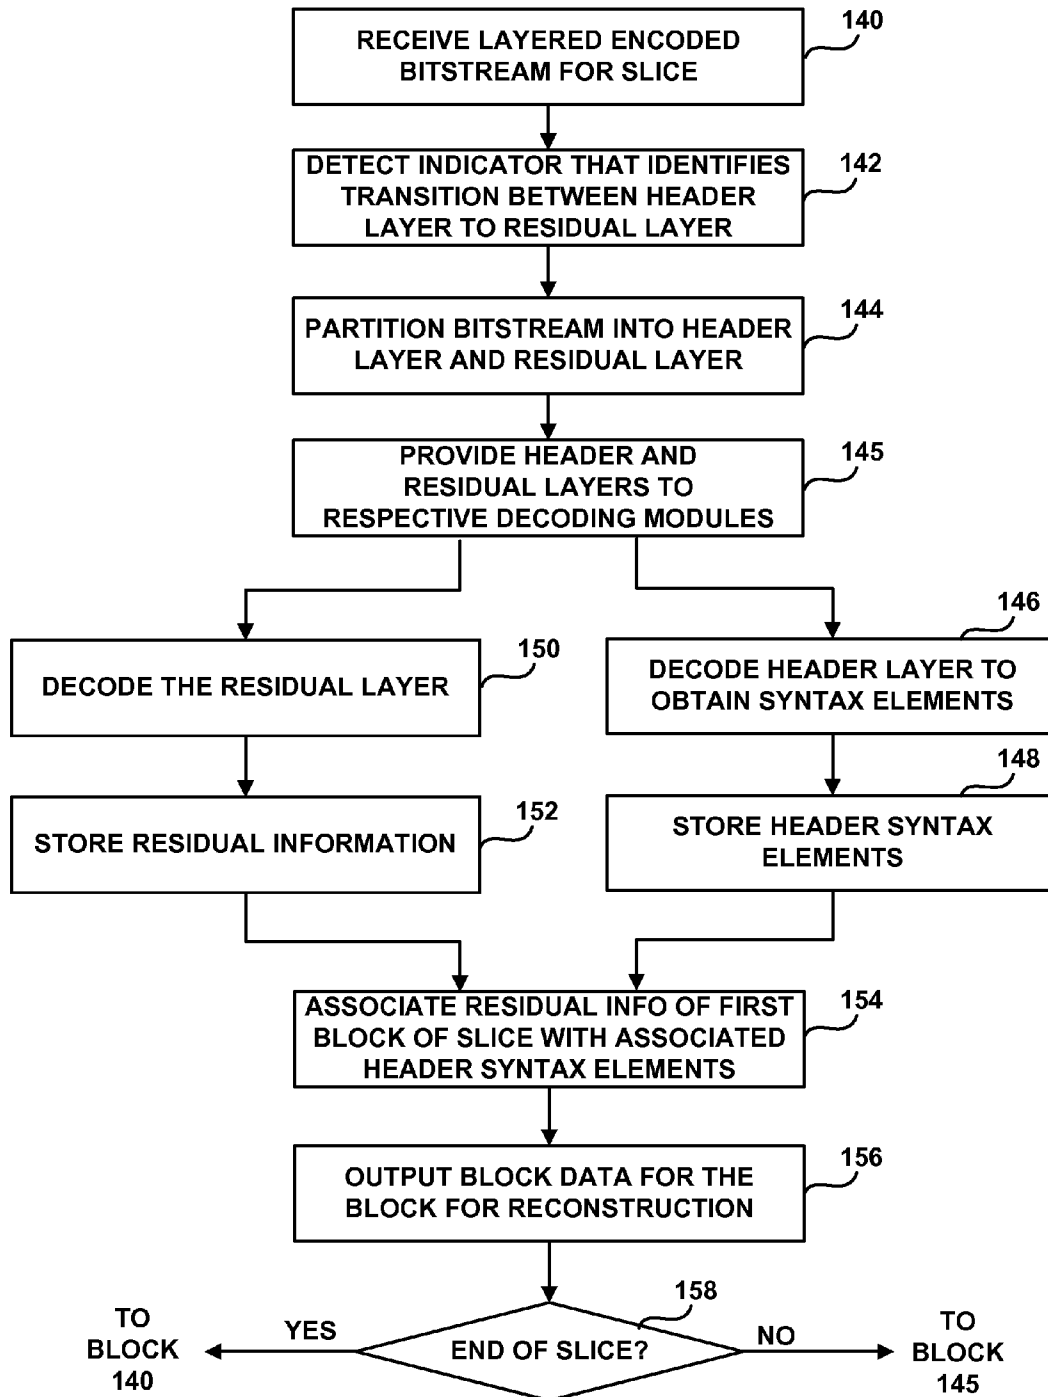 RECEIVE LAYERED ENCODED
BITSTREAM FOR SLICE
140
DETECT INDICATOR THAT IDENTIFIES
TRANSITION BETWEEN HEADER
LAYER TO RESIDUAL LAYER
142
PARTITION BITSTREAM INTO HEADER
LAYER AND RESIDUAL LAYER
144
PROVIDE HEADER AND
RESIDUAL LAYERS TO
RESPECTIVE DECODING MODULES
145
DECODE THE RESIDUAL LAYER
150
DECODE HEADER LAYER TO
OBTAIN SYNTAX ELEMENTS
146
STORE RESIDUAL INFORMATION
152
STORE HEADER SYNTAX
ELEMENTS
148
ASSOCIATE RESIDUAL INFO OF FIRST
BLOCK OF SLICE WITH ASSOCIATED
HEADER SYNTAX ELEMENTS
154
OUTPUT BLOCK DATA FOR THE
BLOCK FOR RECONSTRUCTION
156
END OF SLICE?
158
YES
TO
BLOCK
140
NO
TO
BLOCK
145